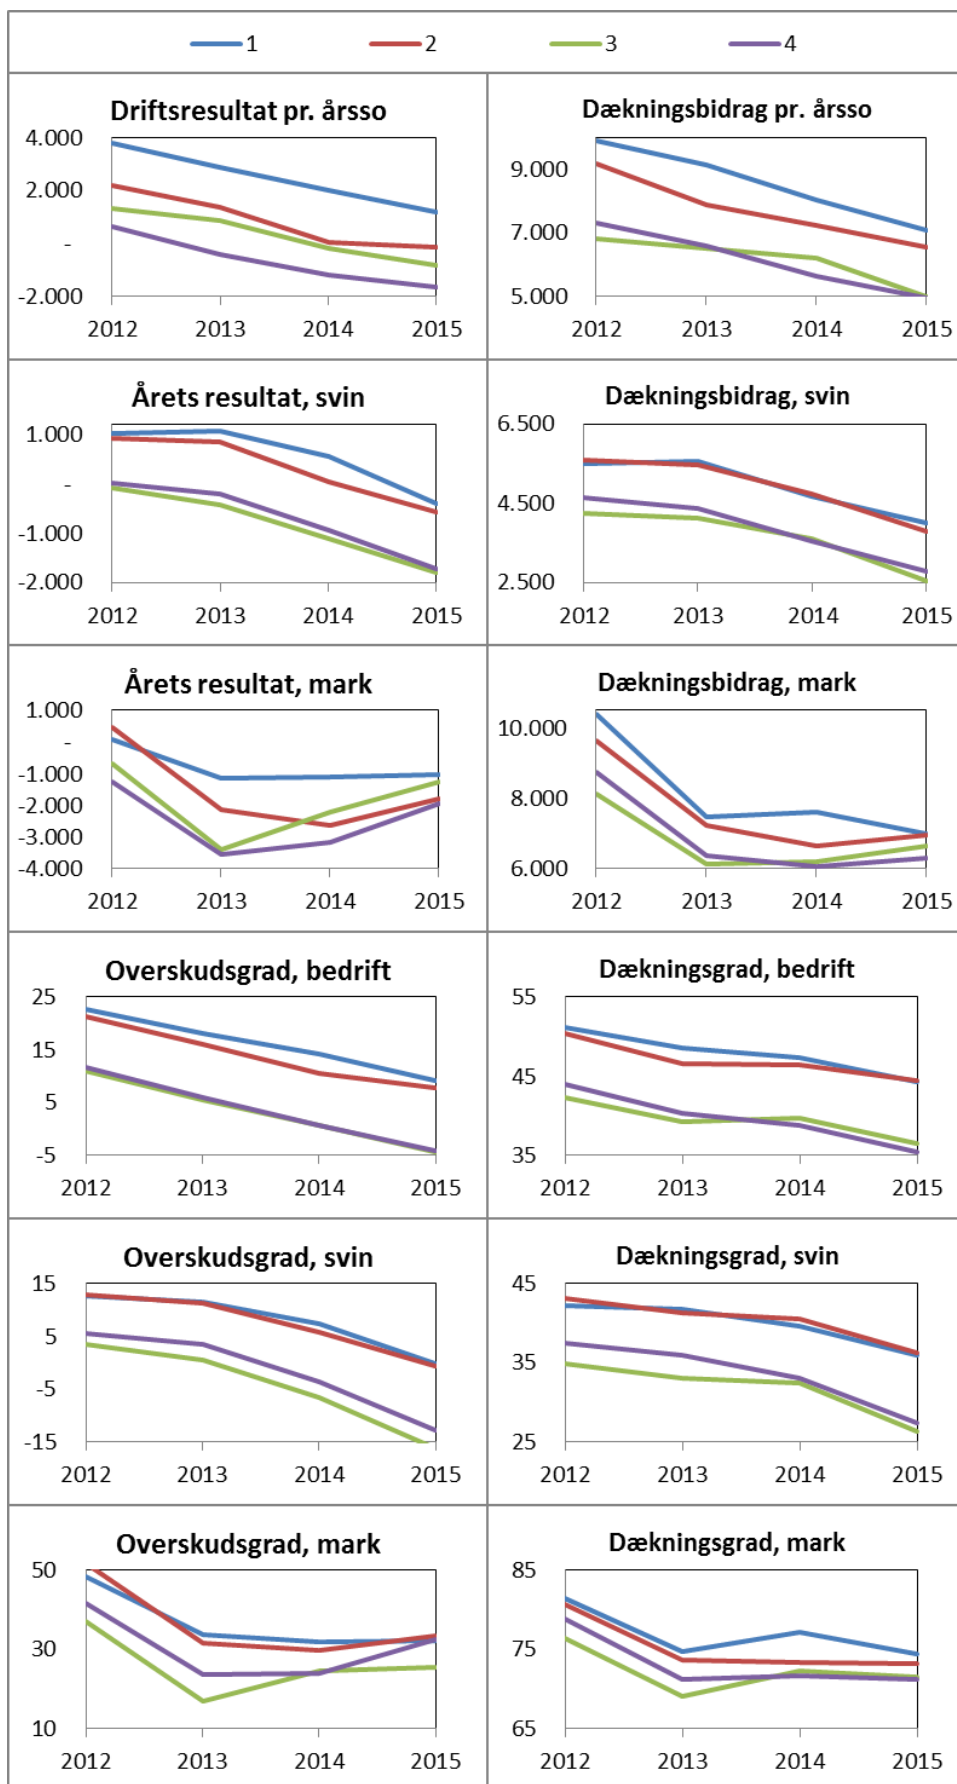 1 2 3 4
Driftsresultat pr. årsso
4.000
2.000
-
-2.000
2012 2013 2014 2015
Dækningsbidrag pr. årsso
9.000
7.000
5.000
2012 2013 2014 2015
Årets resultat, svin
1.000
-
-1.000
-2.000
2012 2013 2014 2015
Dækningsbidrag, svin
6.500
4.500
2.500
2012 2013 2014 2015
Årets resultat, mark
1.000
-
-1.000
-2.000
-3.000
-4.000
2012 2013 2014 2015
Dækningsbidrag, mark
10.000
8.000
6.000
2012 2013 2014 2015
Overskudsgrad, bedrift
25
15
5
-5
2012 2013 2014 2015
Dækningsgrad, bedrift
55
45
35
2012 2013 2014 2015
Overskudsgrad, svin
15
5
-5
-15
2012 2013 2014 2015
Dækningsgrad, svin
45
35
25
2012 2013 2014 2015
Overskudsgrad, mark
50
30
10
2012 2013 2014 2015
Dækningsgrad, mark
85
75
65
2012 2013 2014 2015